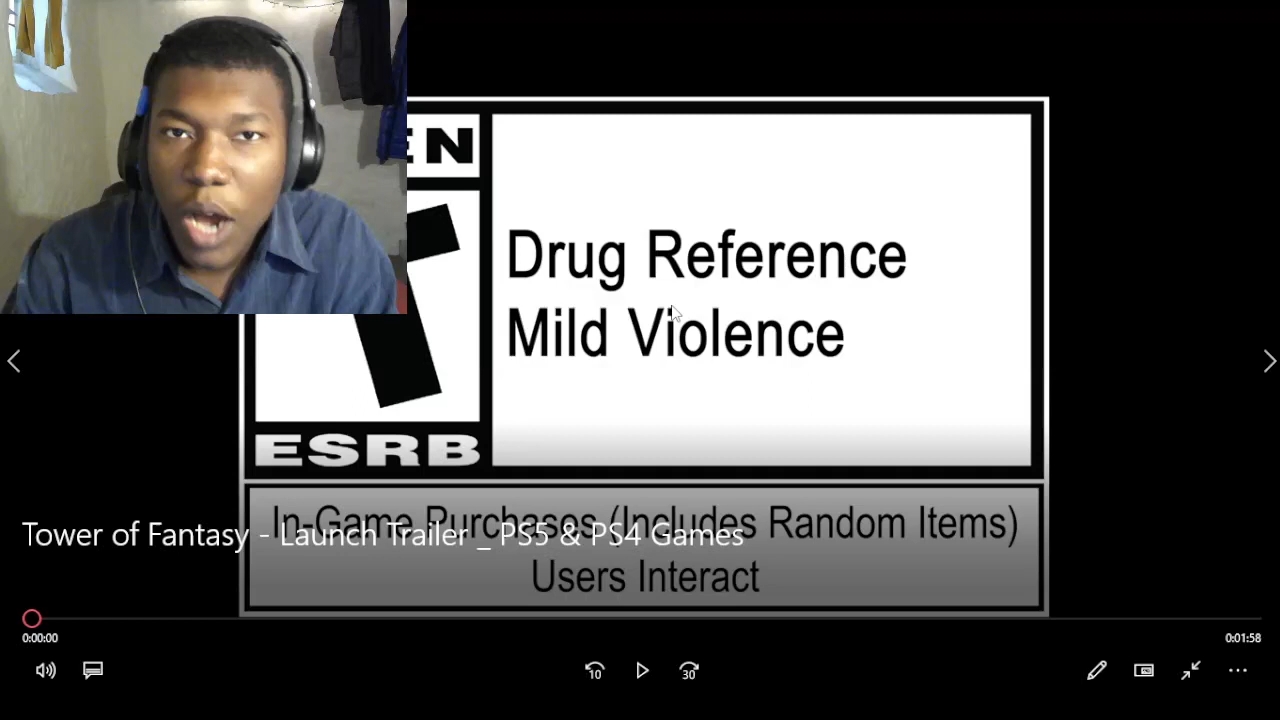 EN
Drug Reference
Mild Violence
ESRB
In-Game Purchases (Includes Random Items)
Tower of Fantasy - Launch Trailer _ PS5 & PS4 Games
Users Interact
0:00:00
0:01:58
10
30